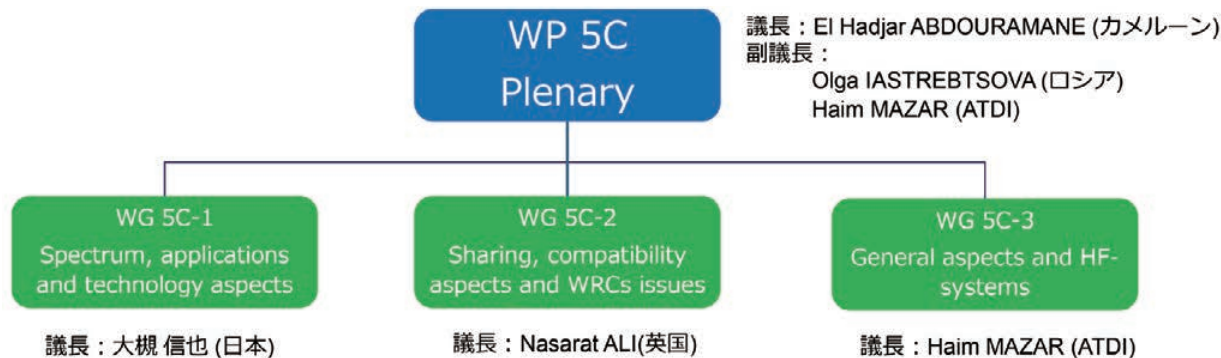 WP 5C
Plenary
議長：El Hadjar ABDOURAMANE (カメルーン)
副議長：
Olga IASTREBTSOVA (ロシア)
Haim MAZAR (ATDI)
WG 5C-1
Spectrum, applications
and technology aspects
議長：大槻 信也 (日本)
WG 5C-2
Sharing, compatibility
aspects and WRCs issues
議長：Nasarat ALI(英国)
WG 5C-3
General aspects and HF-
systems
議長：Haim MAZAR (ATDI)